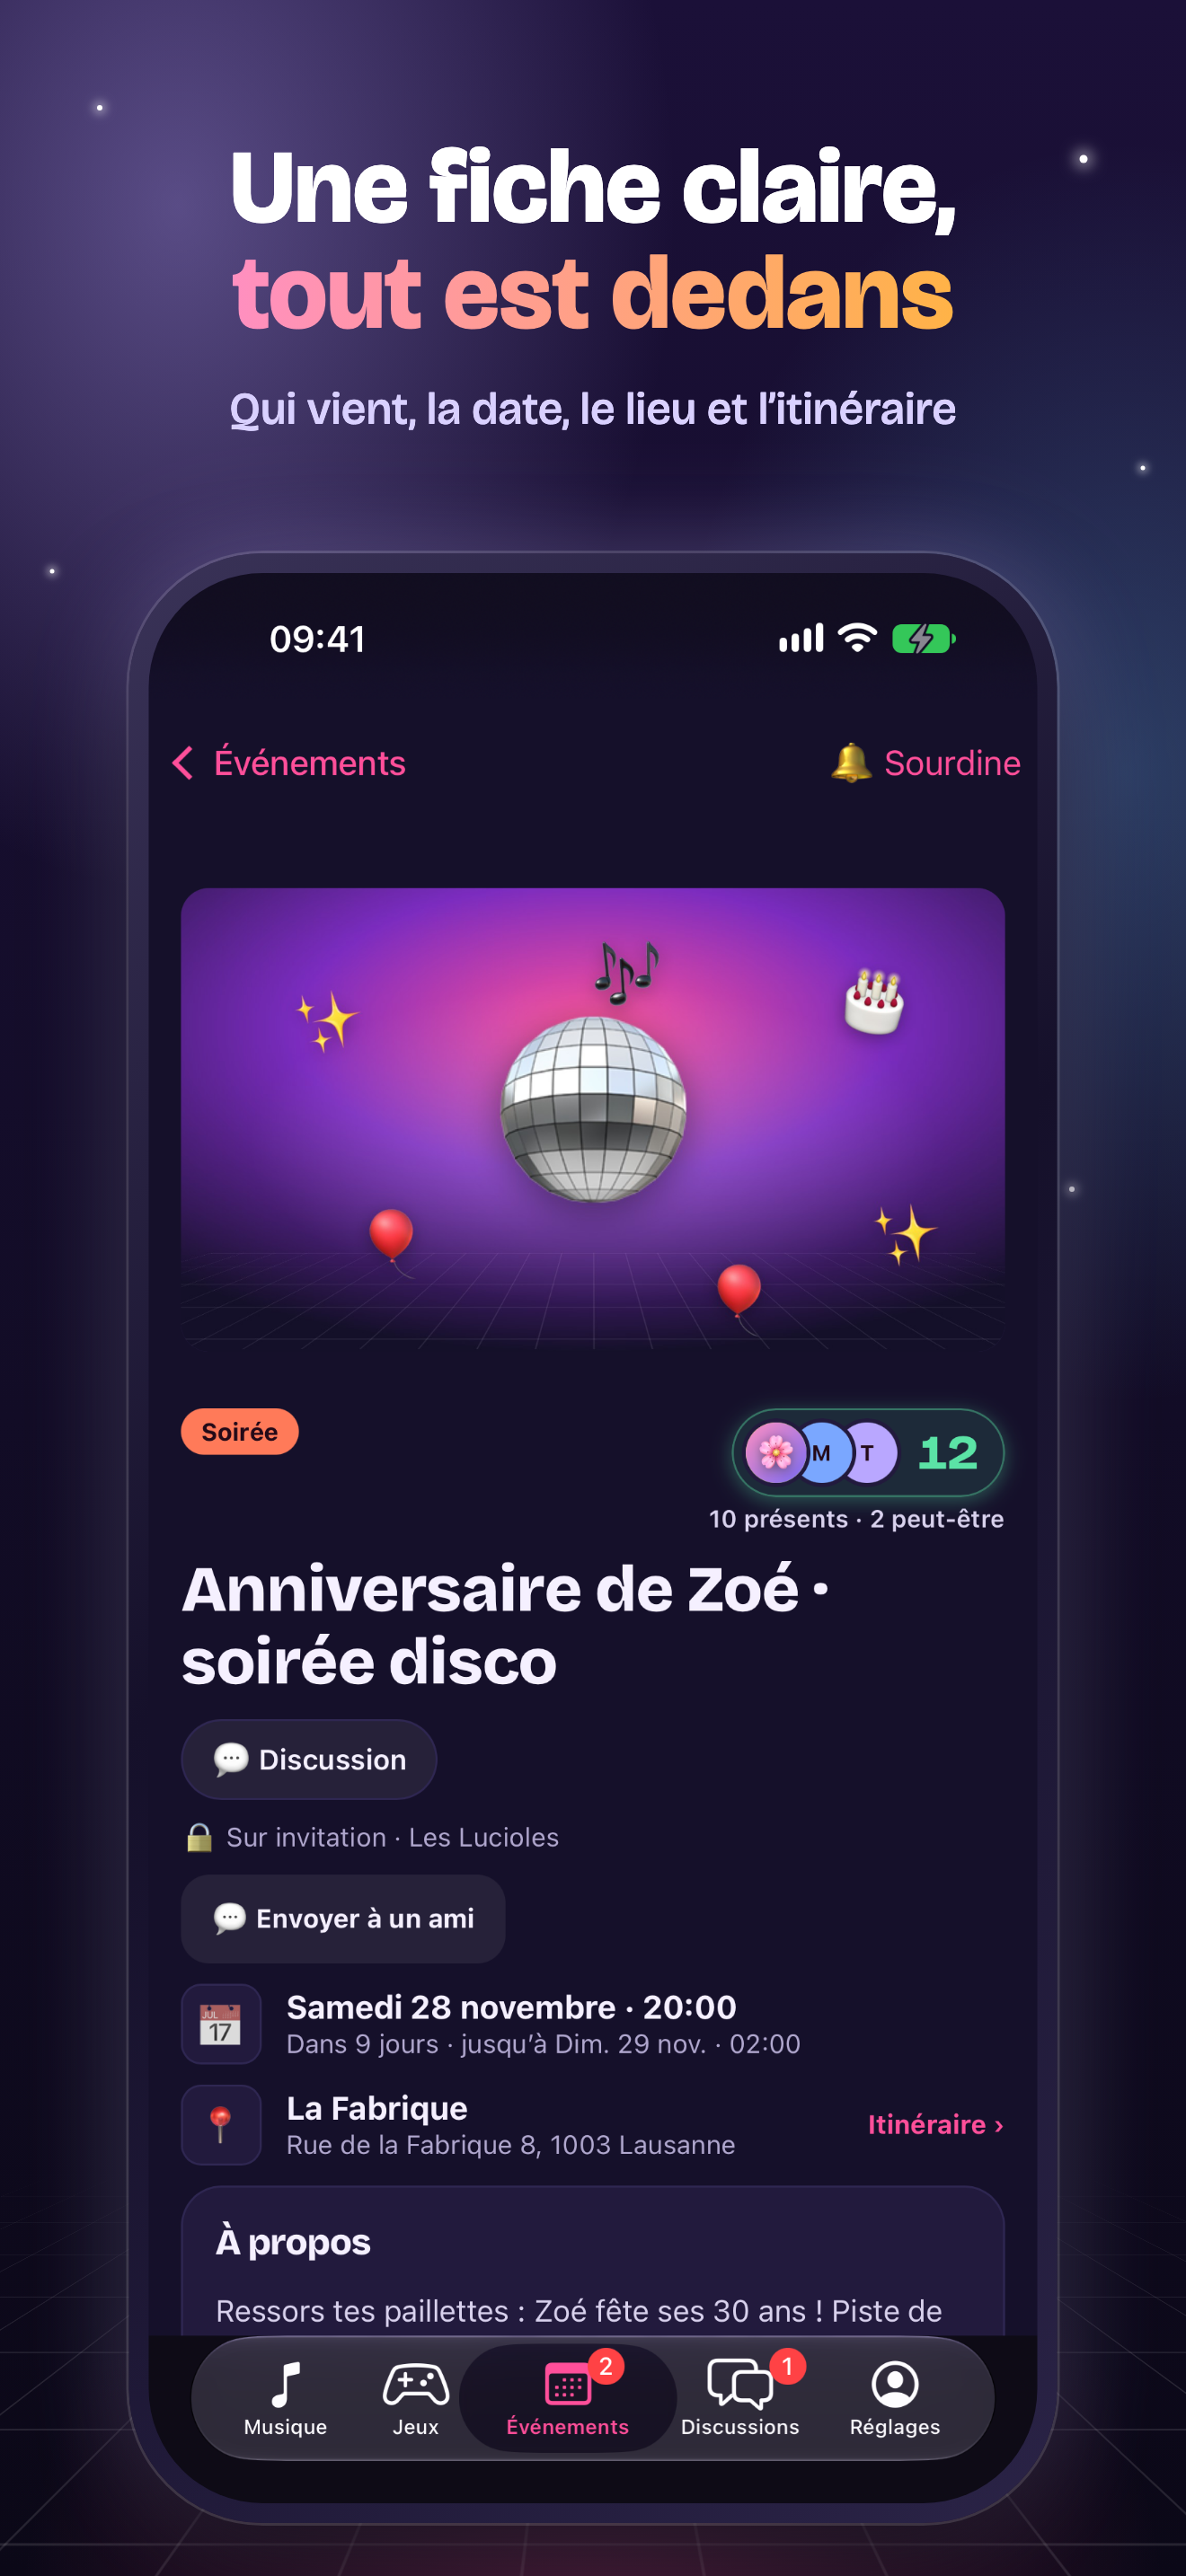 Une fiche claire,
tout est dedans
Qui vient, la date, le lieu et l’itinéraire
09:41
Événements
🔔 Sourdine
Soirée
M T 12
10 présents · 2 peut-être
Anniversaire de Zoé ·
soirée disco
💬 Discussion
🔒 Sur invitation · Les Lucioles
💬 Envoyer à un ami
JUL
17
Samedi 28 novembre · 20:00
Dans 9 jours · jusqu’à Dim. 29 nov. · 02:00
La Fabrique
Rue de la Fabrique 8, 1003 Lausanne
Itinéraire ›
À propos
Ressors tes paillettes : Zoé fête ses 30 ans ! Piste de
2
1
Musique
Jeux
Événements
Discussions
Réglages